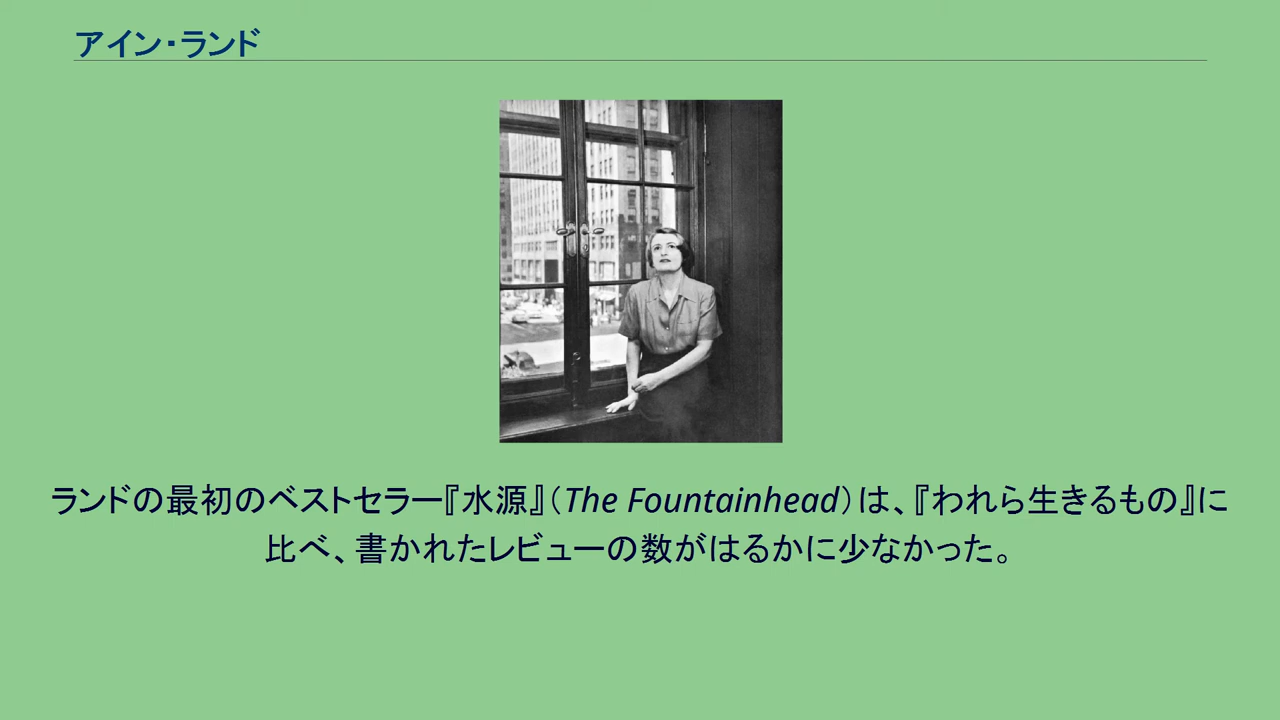 アイン・ランド
ランドの最初のベストセラー『水源』（The Fountainhead）は、『われら生きるもの』に
比べ、書かれたレビューの数がはるかに少なかった。